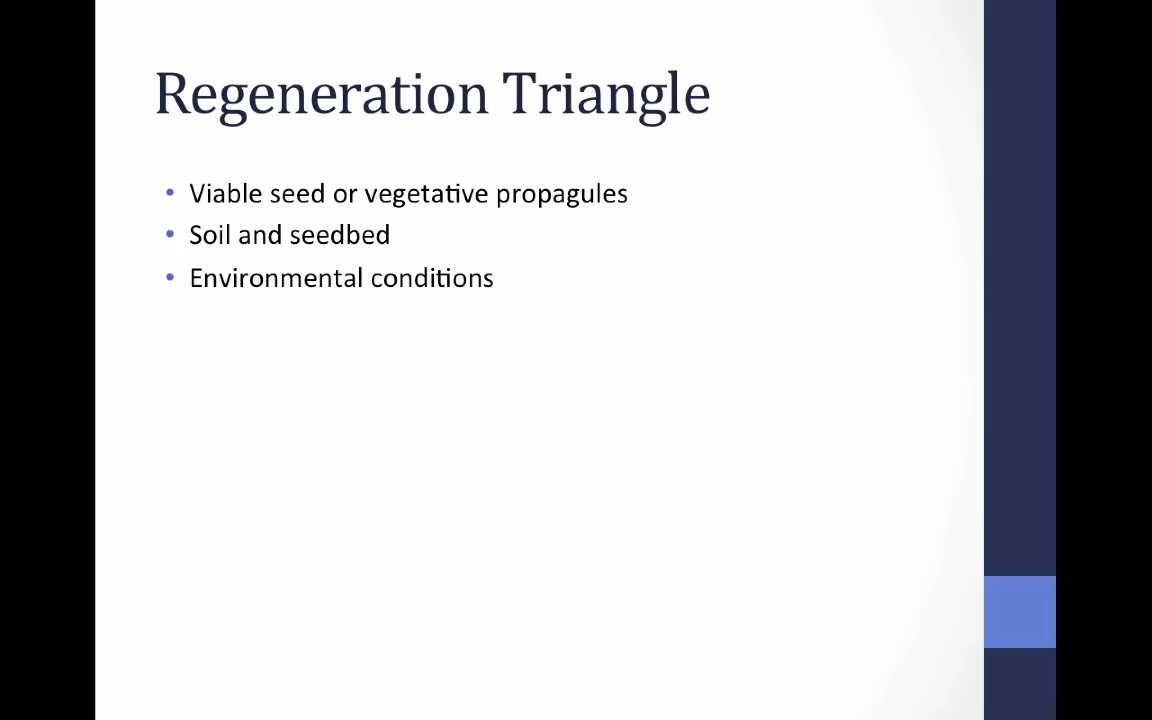 Regeneration Triangle
• Viable seed or vegetative propagules
• Soil and seedbed
• Environmental conditions